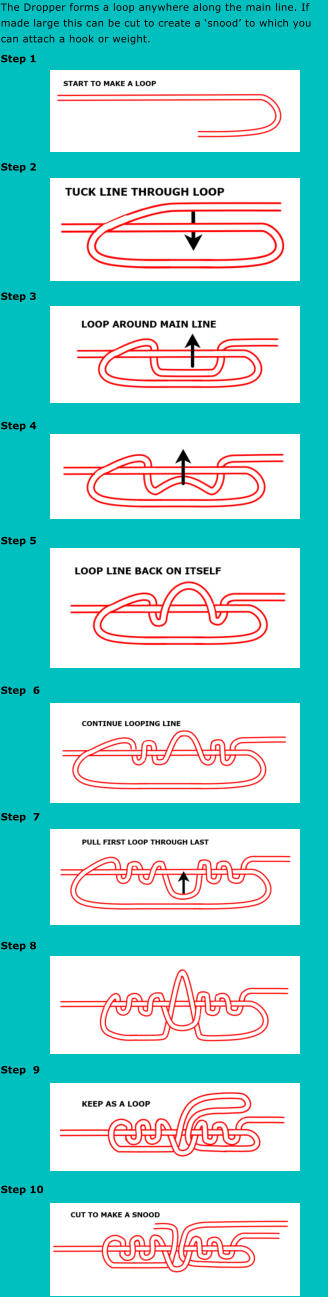 The Dropper forms a loop anywhere along the main line. If
made large this can be cut to create a ‘snood’ to which you
can attach a hook or weight.
Step 1
START TO MAKE A LOOP
Step 2
TUCK LINE THROUGH LOOP
Step 3
LOOP AROUND MAIN LINE
Step 4
Step 5
LOOP LINE BACK ON ITSELF
Step 6
CONTINUE LOOPING LINE
Step 7
PULL FIRST LOOP THROUGH LAST
Step 8
Step 9
KEEP AS A LOOP
Step 10
CUT TO MAKE A SNOOD